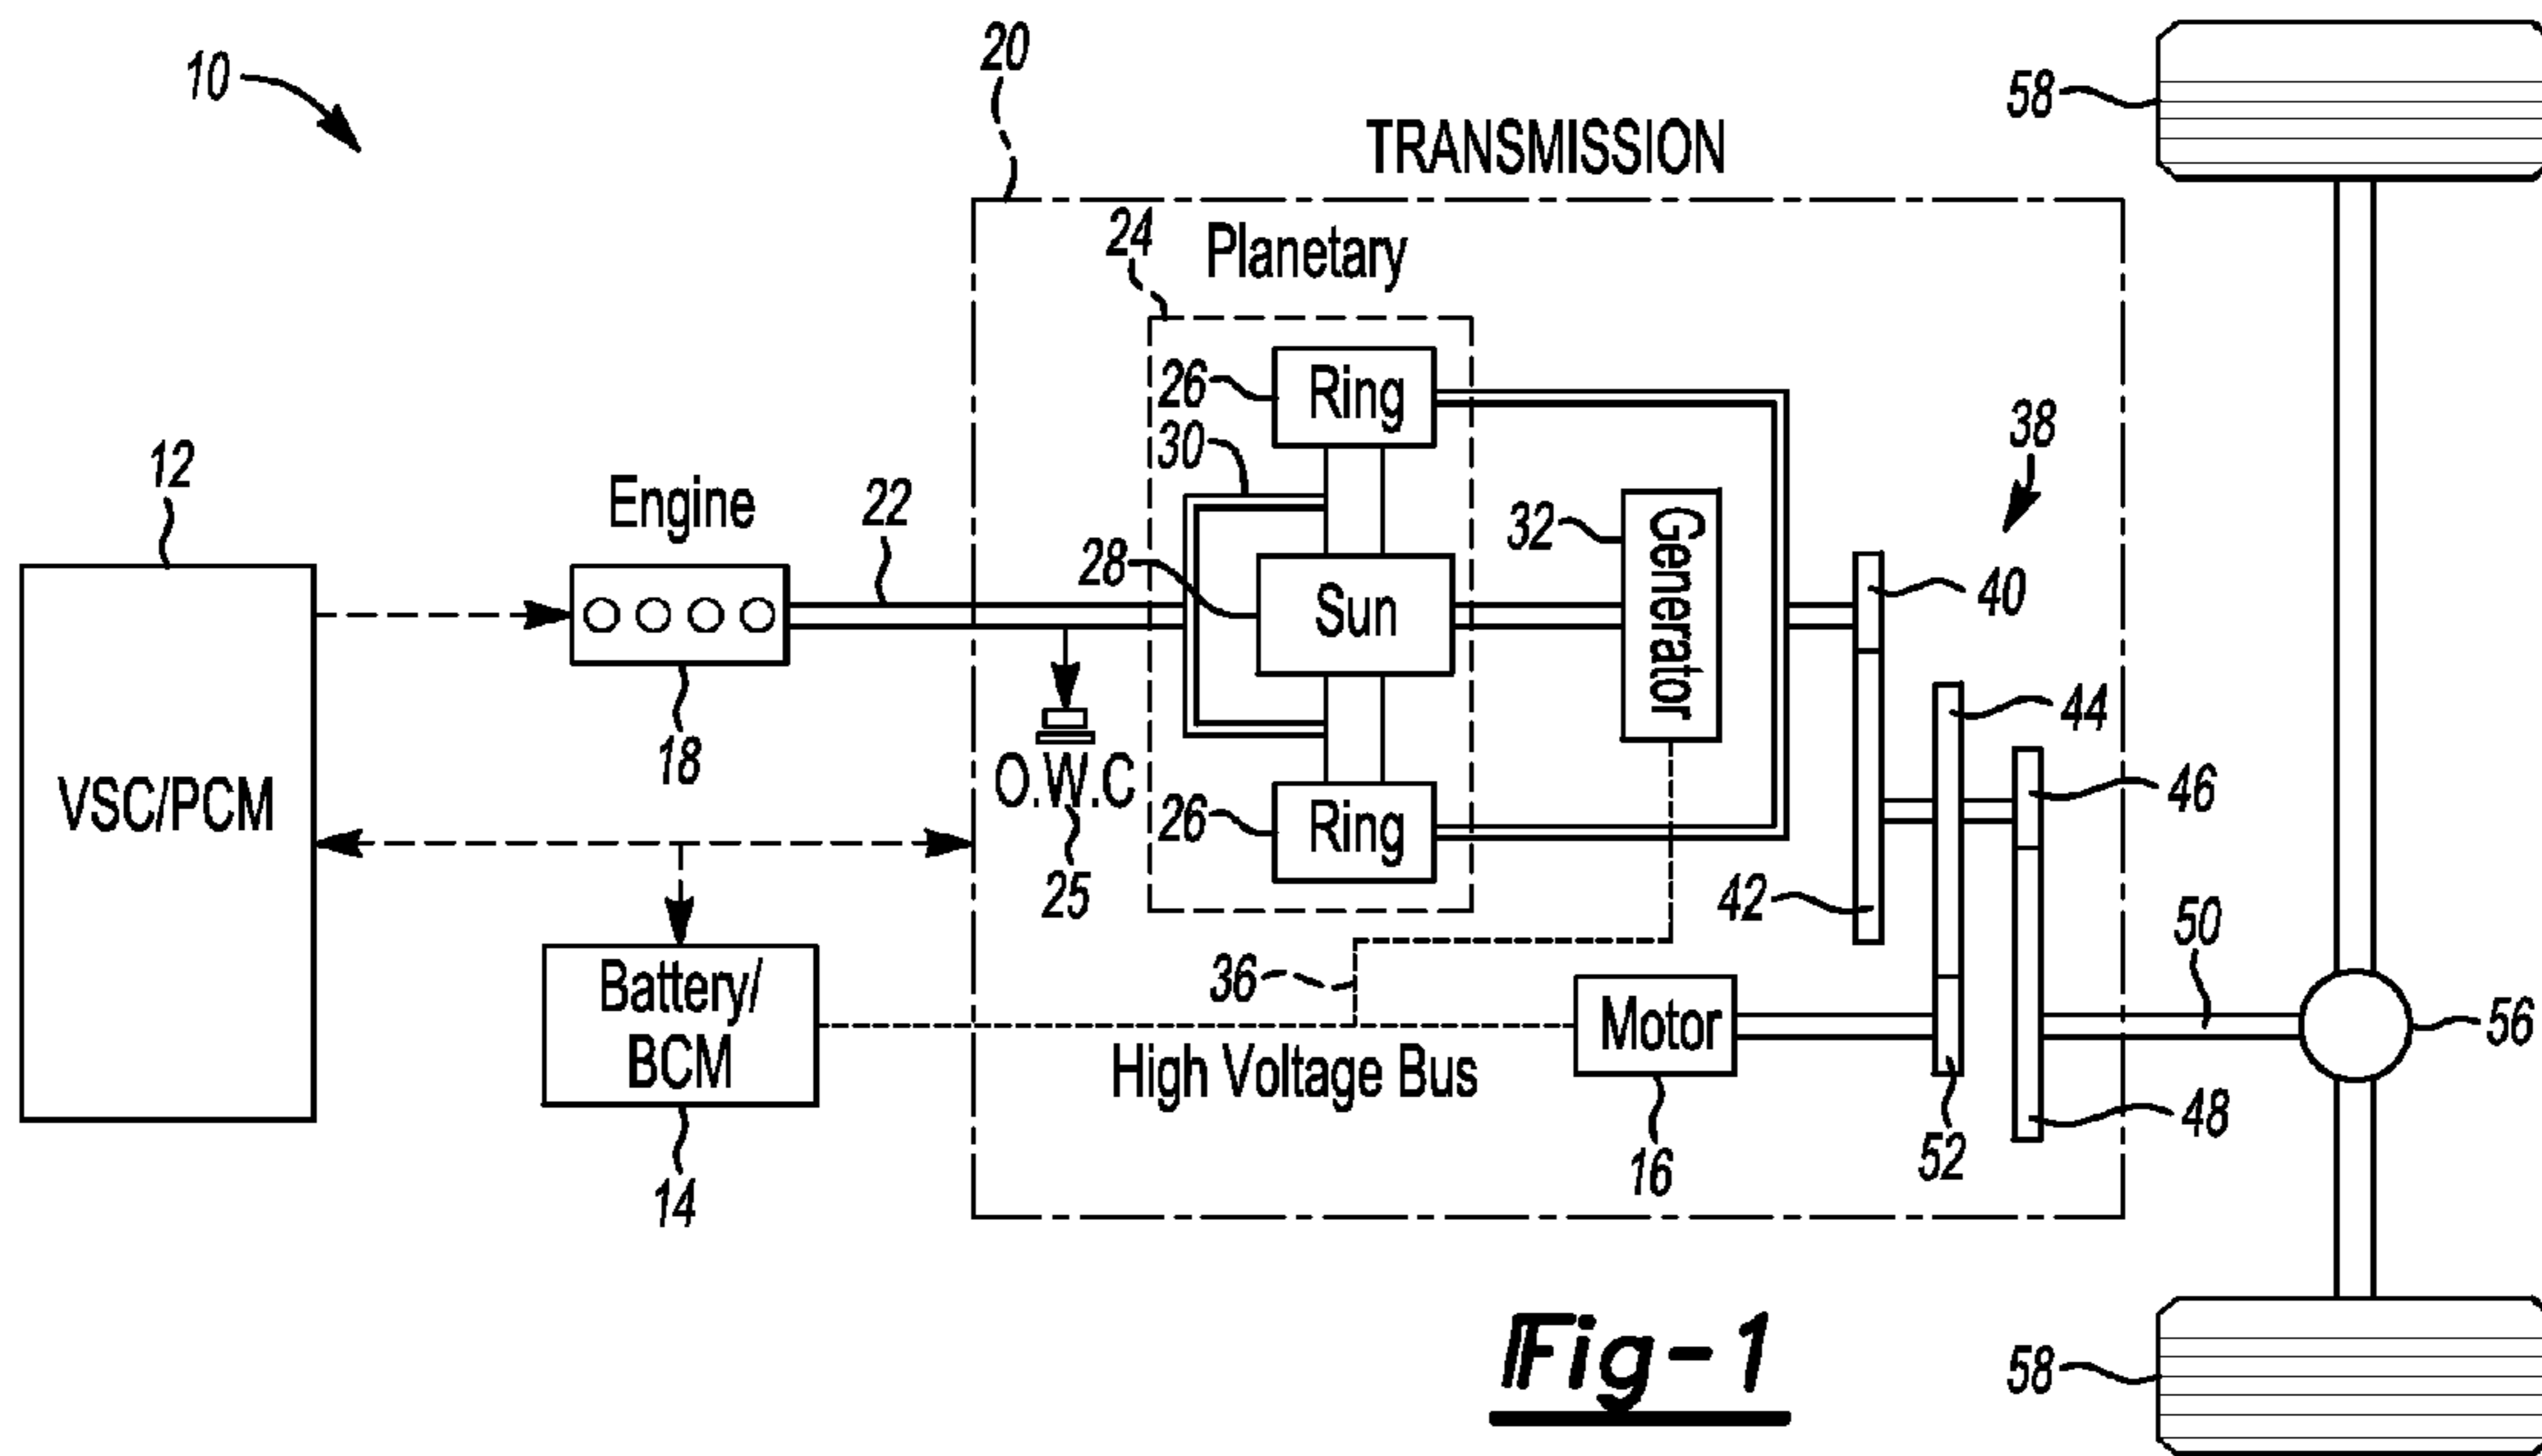 10
20
58
TRANSMISSION
24
Planetary
26
Ring
30
38
12
Engine
22
32
Generator
28
Sun
40
18
44
VSC/PCM
O.W.C
26
Ring
46
25
42
50
Battery/
BCM
36
Motor
56
High Voltage Bus
48
14
16
52
Fig-1
58